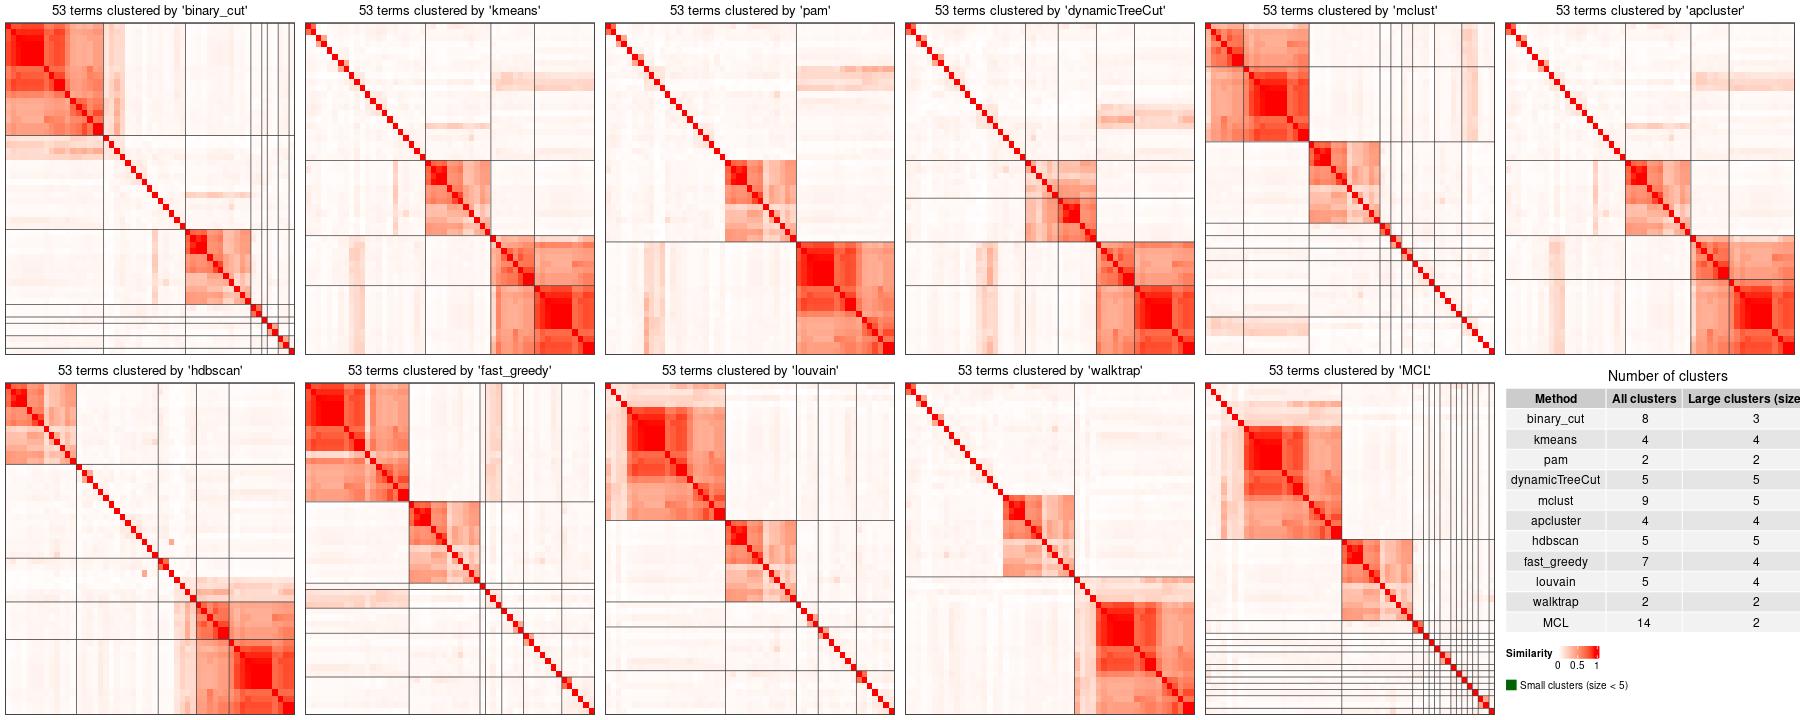 53 terms clustered by 'binary_cut'
53 terms clustered by 'kmeans'
53 terms clustered by 'pam'
53 terms clustered by 'dynamicTreeCut'
53 terms clustered by 'mclust'
53 terms clustered by 'apcluster'
53 terms clustered by 'hdbscan'
53 terms clustered by 'fast_greedy'
53 terms clustered by 'louvain'
53 terms clustered by 'walktrap'
53 terms clustered by 'MCL'
Number of clusters
Method All clusters Large clusters (size
binary_cut 8 3
kmeans 4 4
pam 2 2
dynamicTreeCut 5 5
mclust 9 5
apcluster 4 4
hdbscan 5 5
fast_greedy 7 4
louvain 5 4
walktrap 2 2
MCL 14 2
Similarity
0 0.5 1
Small clusters (size < 5)